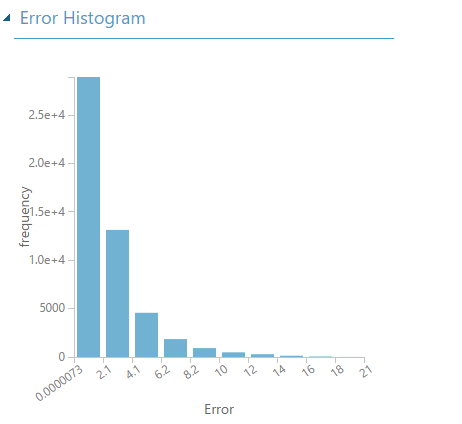 Error Histogram
2.5e+4
2.0e+4
1.5e+4
1.0e+4
5000
0
frequency
0.0000073
2.1
4.1
6.2
8.2
10
12
14
16
18
21
Error